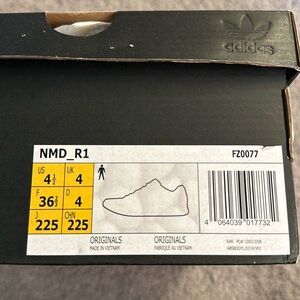 adidas
NMD_R1
FZ0077
US 4½ UK 4
F 36⅔ D 4
J 225 CHN 225
4 064039 017732
ORIGINALS ORIGINALS
MADE IN VIETNAM FABRIQUÉ AU VIETNAM